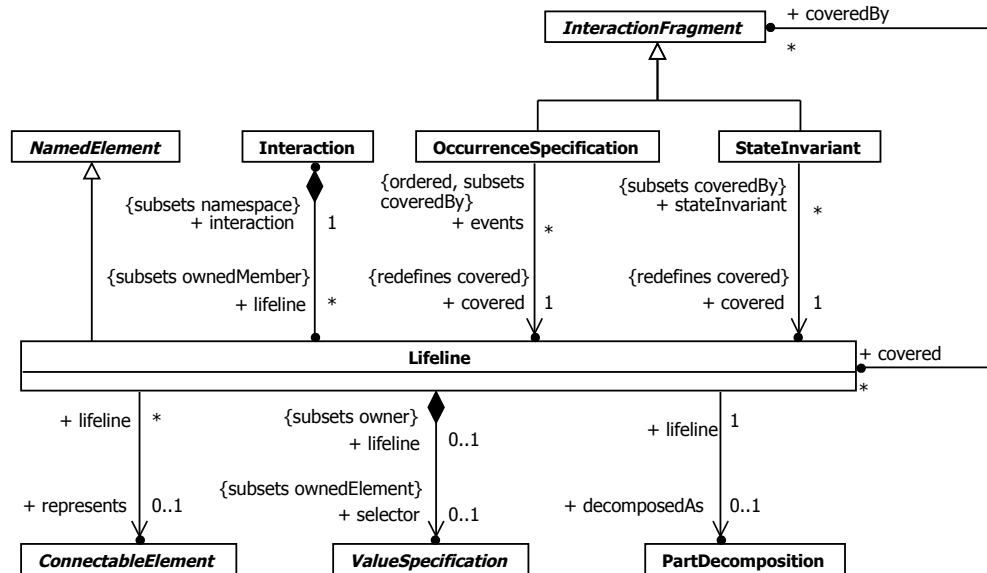 + coveredBy
InteractionFragment
*
NamedElement
Interaction
OccurrenceSpecification
StateInvariant
{subsets namespace}
+ interaction
1
{ordered, subsets
coveredBy}
+ events
*
{subsets coveredBy}
+ stateInvariant
*
{subsets ownedMember}
+ lifeline
*
{redefines covered}
+ covered
1
{redefines covered}
+ covered
1
Lifeline
+ covered
*
+ lifeline
*
{subsets owner}
+ lifeline
0..1
+ lifeline
1
+ represents
0..1
{subsets ownedElement}
+ selector
0..1
+ decomposedAs
0..1
ConnectableElement
ValueSpecification
PartDecomposition